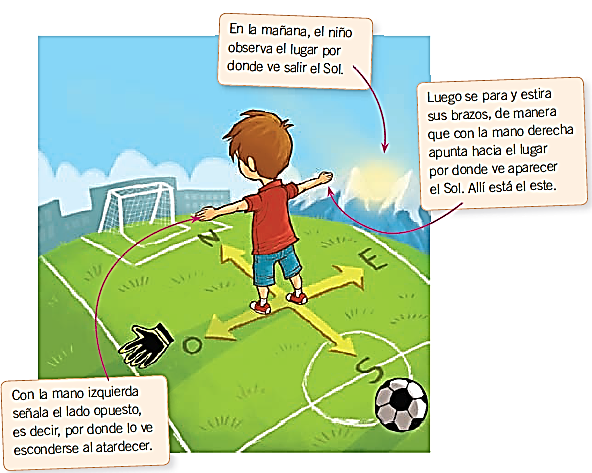 En la mañana, el niño
observa el lugar por
donde ve salir el Sol.
Luego se para y estira
sus brazos, de manera
que con la mano derecha
apunta hacia el lugar
por donde ve aparecer
el Sol. Allí está el este.
N
E
O
S
Con la mano izquierda
señala el lado opuesto,
es decir, por donde lo ve
esconderse al atardecer.